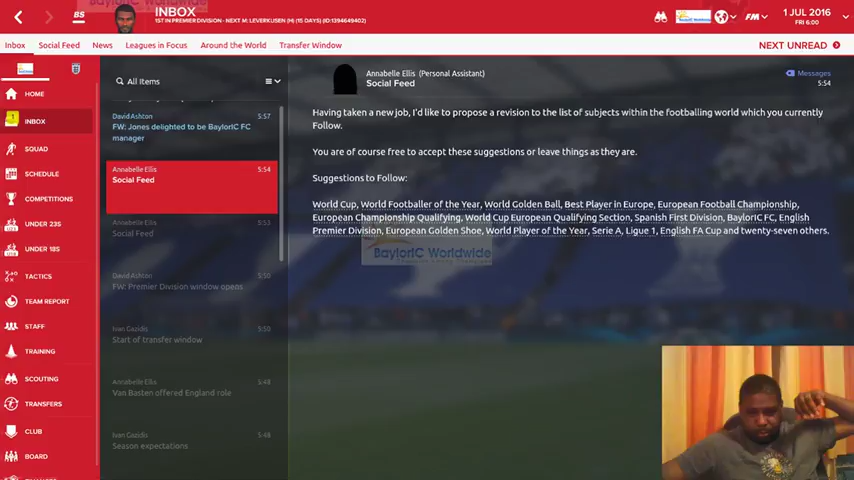 BS
INBOX
1ST IN PREMIER DIVISION - NEXT M: LEVERKUSEN (H) (15 DAYS) (ID:1394649402)
FM
1 JUL 2016
FRI 6:00
Inbox
Social Feed
News
Leagues in Focus
Around the World
Transfer Window
NEXT UNREAD
HOME
INBOX
SQUAD
SCHEDULE
COMPETITIONS
UNDER 23S
UNDER 18S
TACTICS
TEAM REPORT
STAFF
TRAINING
SCOUTING
TRANSFERS
CLUB
BOARD
All Items
David Ashton 5:57
FW: Jones delighted to be BaylorIC FC
manager
Annabelle Ellis 5:54
Social Feed
Annabelle Ellis 5:53
Social Feed
David Ashton 5:50
FW: Premier Division window opens
Ivan Gazidis 5:50
Start of transfer window
Annabelle Ellis 5:48
Van Basten offered England role
Ivan Gazidis 5:48
Season expectations
Annabelle Ellis (Personal Assistant)
Social Feed
Messages
5:54
Having taken a new job, I'd like to propose a revision to the list of subjects within the footballing world which you currently
Follow.
You are of course free to accept these suggestions or leave things as they are.
Suggestions to Follow:
World Cup, World Footballer of the Year, World Golden Ball, Best Player in Europe, European Football Championship,
European Championship Qualifying, World Cup European Qualifying Section, Spanish First Division, BaylorIC FC, English
Premier Division, European Golden Shoe, World Player of the Year, Serie A, Ligue 1, English FA Cup and twenty-seven others.
BaylorIC Worldwide